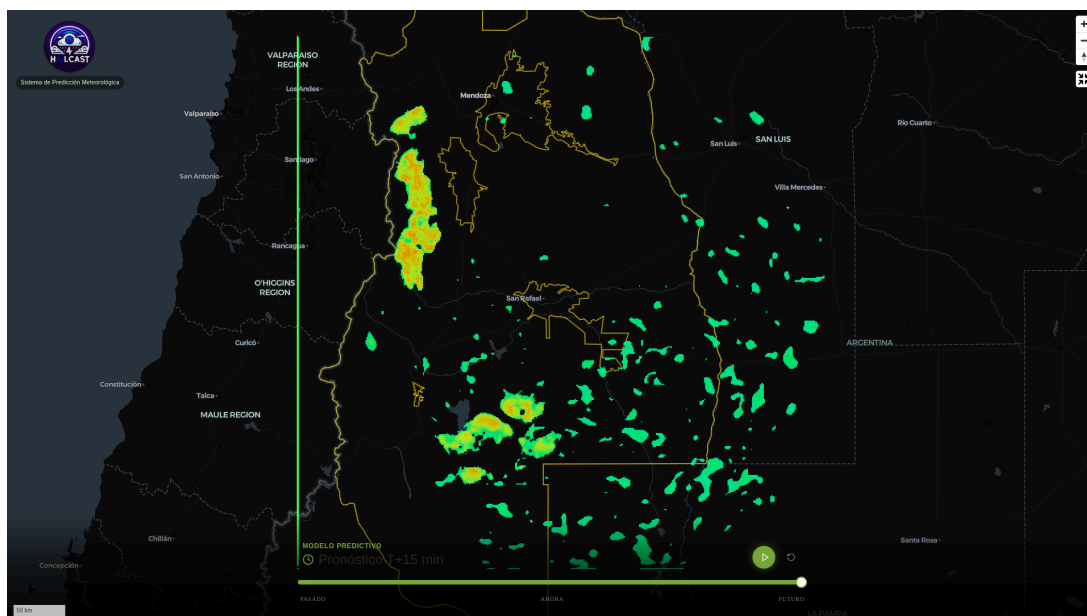 VALPARAISO
REGION
H LCAST
Sistema de Predicción Meteorológica
Los Andes
Mendoza
Valparaíso
Río Cuarto
San Luis
SAN LUIS
Santiago
San Antonio
Villa Mercedes
Rancagua
O'HIGGINS
REGION
San Rafael
Curicó
ARGENTINA
Constitución
Talca
MAULE REGION
Chillán
Santa Rosa
MODELO PREDICTIVO
Pronóstico T+15 min
Concepción
PASADO
AHORA
FUTURO
50 km
LA PAMPA